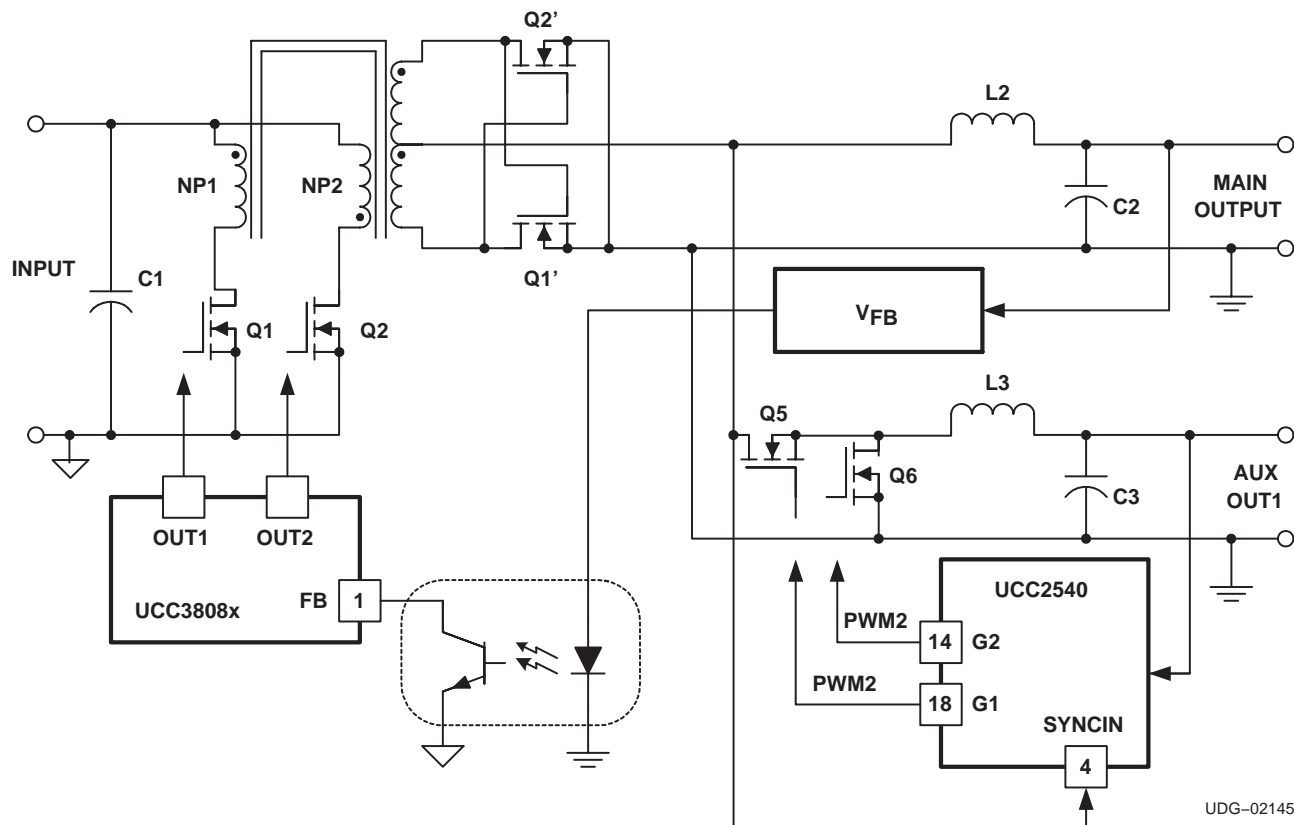 Q2’
L2
NP1
NP2
MAIN
OUTPUT
C2
INPUT
C1
Q1’
Q1
Q2
VFB
L3
Q5
Q6
AUX
OUT1
C3
OUT1
OUT2
UCC3808x
FB
1
UCC2540
PWM2
14
G2
PWM2
18
G1
SYNCIN
4
UDG–02145